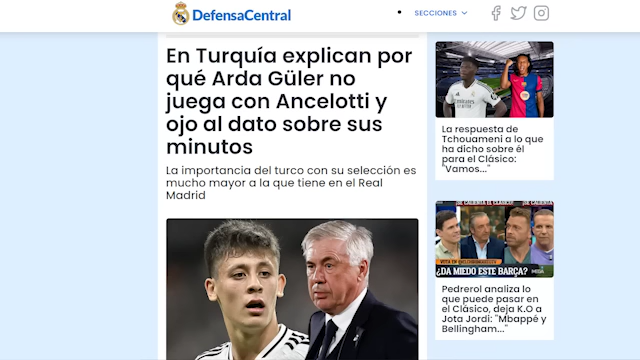 DefensaCentral
SECCIONES
En Turquía explican por
qué Arda Güler no
juega con Ancelotti y
ojo al dato sobre sus
minutos
La importancia del turco con su selección es
mucho mayor a la que tiene en el Real
Madrid
La respuesta de
Tchouameni a lo que
ha dicho sobre él
para el Clásico:
"Vamos..."
¿DA MIEDO ESTE BARÇA?
Pedrerol analiza lo
que puede pasar en
el Clásico, deja K.O a
Jota Jordi: "Mbappé y
Bellingham..."